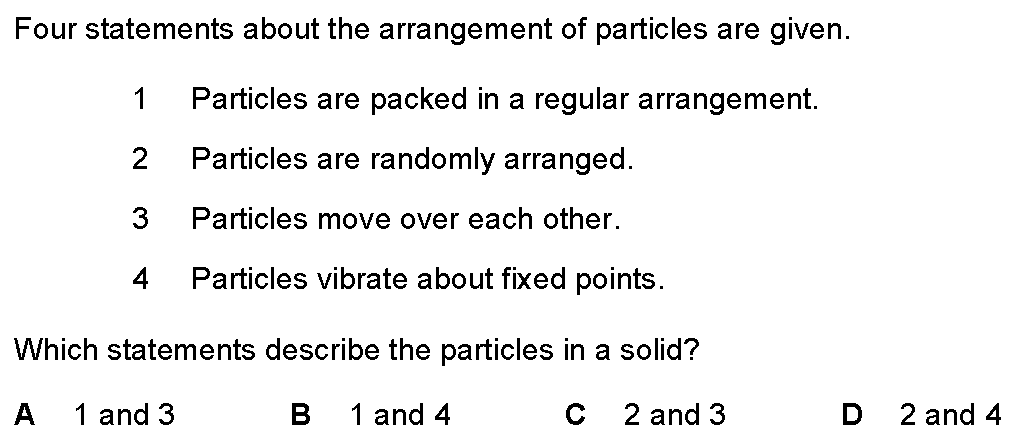 Four statements about the arrangement of particles are given.
1 Particles are packed in a regular arrangement.
2 Particles are randomly arranged.
3 Particles move over each other.
4 Particles vibrate about fixed points.
Which statements describe the particles in a solid?
A 1 and 3 B 1 and 4 C 2 and 3 D 2 and 4